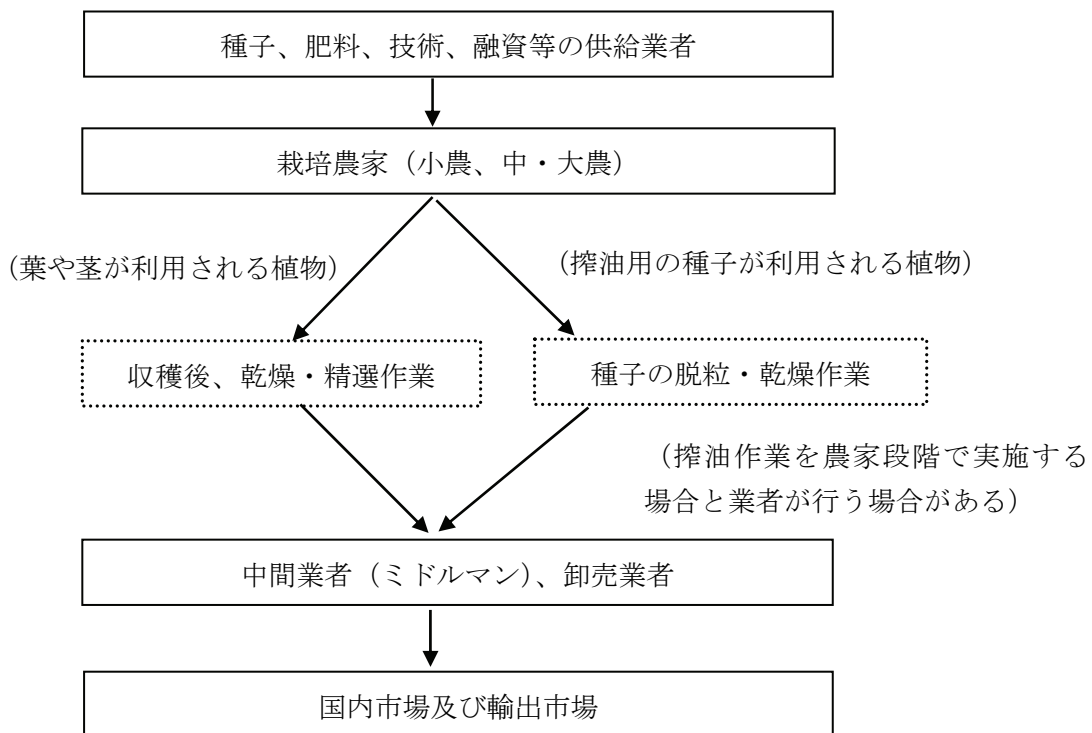 種子、肥料、技術、融資等の供給業者
栽培農家（小農、中・大農）
（葉や茎が利用される植物）
（搾油用の種子が利用される植物）
収穫後、乾燥・精選作業
種子の脱粒・乾燥作業
（搾油作業を農家段階で実施する
場合と業者が行う場合がある）
中間業者（ミドルマン）、卸売業者
国内市場及び輸出市場